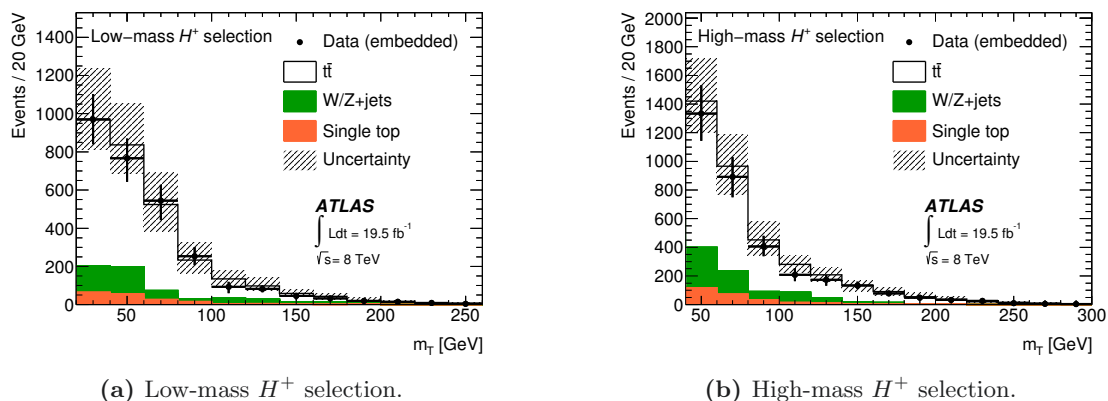 Events / 20 GeV
1400
1200
1000
800
600
400
200
0
Low−mass H+ selection
Data (embedded)
tt̄
W/Z+jets
Single top
Uncertainty
ATLAS
∫ Ldt = 19.5 fb-1
√s= 8 TeV
50 100 150 200 250
mT [GeV]
(a) Low-mass H+ selection.
Events / 20 GeV
2000
1800
1600
1400
1200
1000
800
600
400
200
0
High−mass H+ selection
Data (embedded)
tt̄
W/Z+jets
Single top
Uncertainty
ATLAS
∫ Ldt = 19.5 fb-1
√s= 8 TeV
50 100 150 200 250 300
mT [GeV]
(b) High-mass H+ selection.